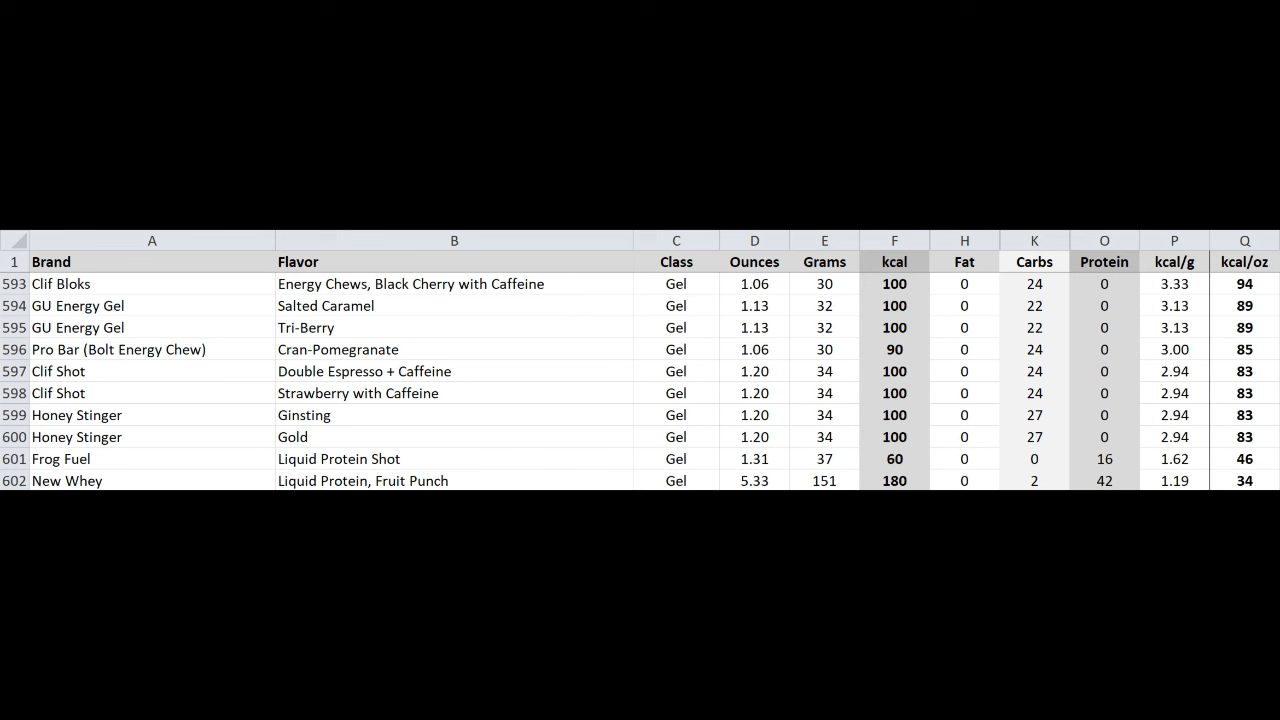 A B C D E F H K O P Q
1 Brand Flavor Class Ounces Grams kcal Fat Carbs Protein kcal/g kcal/oz
593 Clif Bloks Energy Chews, Black Cherry with Caffeine Gel 1.06 30 100 0 24 0 3.33 94
594 GU Energy Gel Salted Caramel Gel 1.13 32 100 0 22 0 3.13 89
595 GU Energy Gel Tri-Berry Gel 1.13 32 100 0 22 0 3.13 89
596 Pro Bar (Bolt Energy Chew) Cran-Pomegranate Gel 1.06 30 90 0 24 0 3.00 85
597 Clif Shot Double Espresso + Caffeine Gel 1.20 34 100 0 24 0 2.94 83
598 Clif Shot Strawberry with Caffeine Gel 1.20 34 100 0 24 0 2.94 83
599 Honey Stinger Ginsting Gel 1.20 34 100 0 27 0 2.94 83
600 Honey Stinger Gold Gel 1.20 34 100 0 27 0 2.94 83
601 Frog Fuel Liquid Protein Shot Gel 1.31 37 60 0 0 16 1.62 46
602 New Whey Liquid Protein, Fruit Punch Gel 5.33 151 180 0 2 42 1.19 34